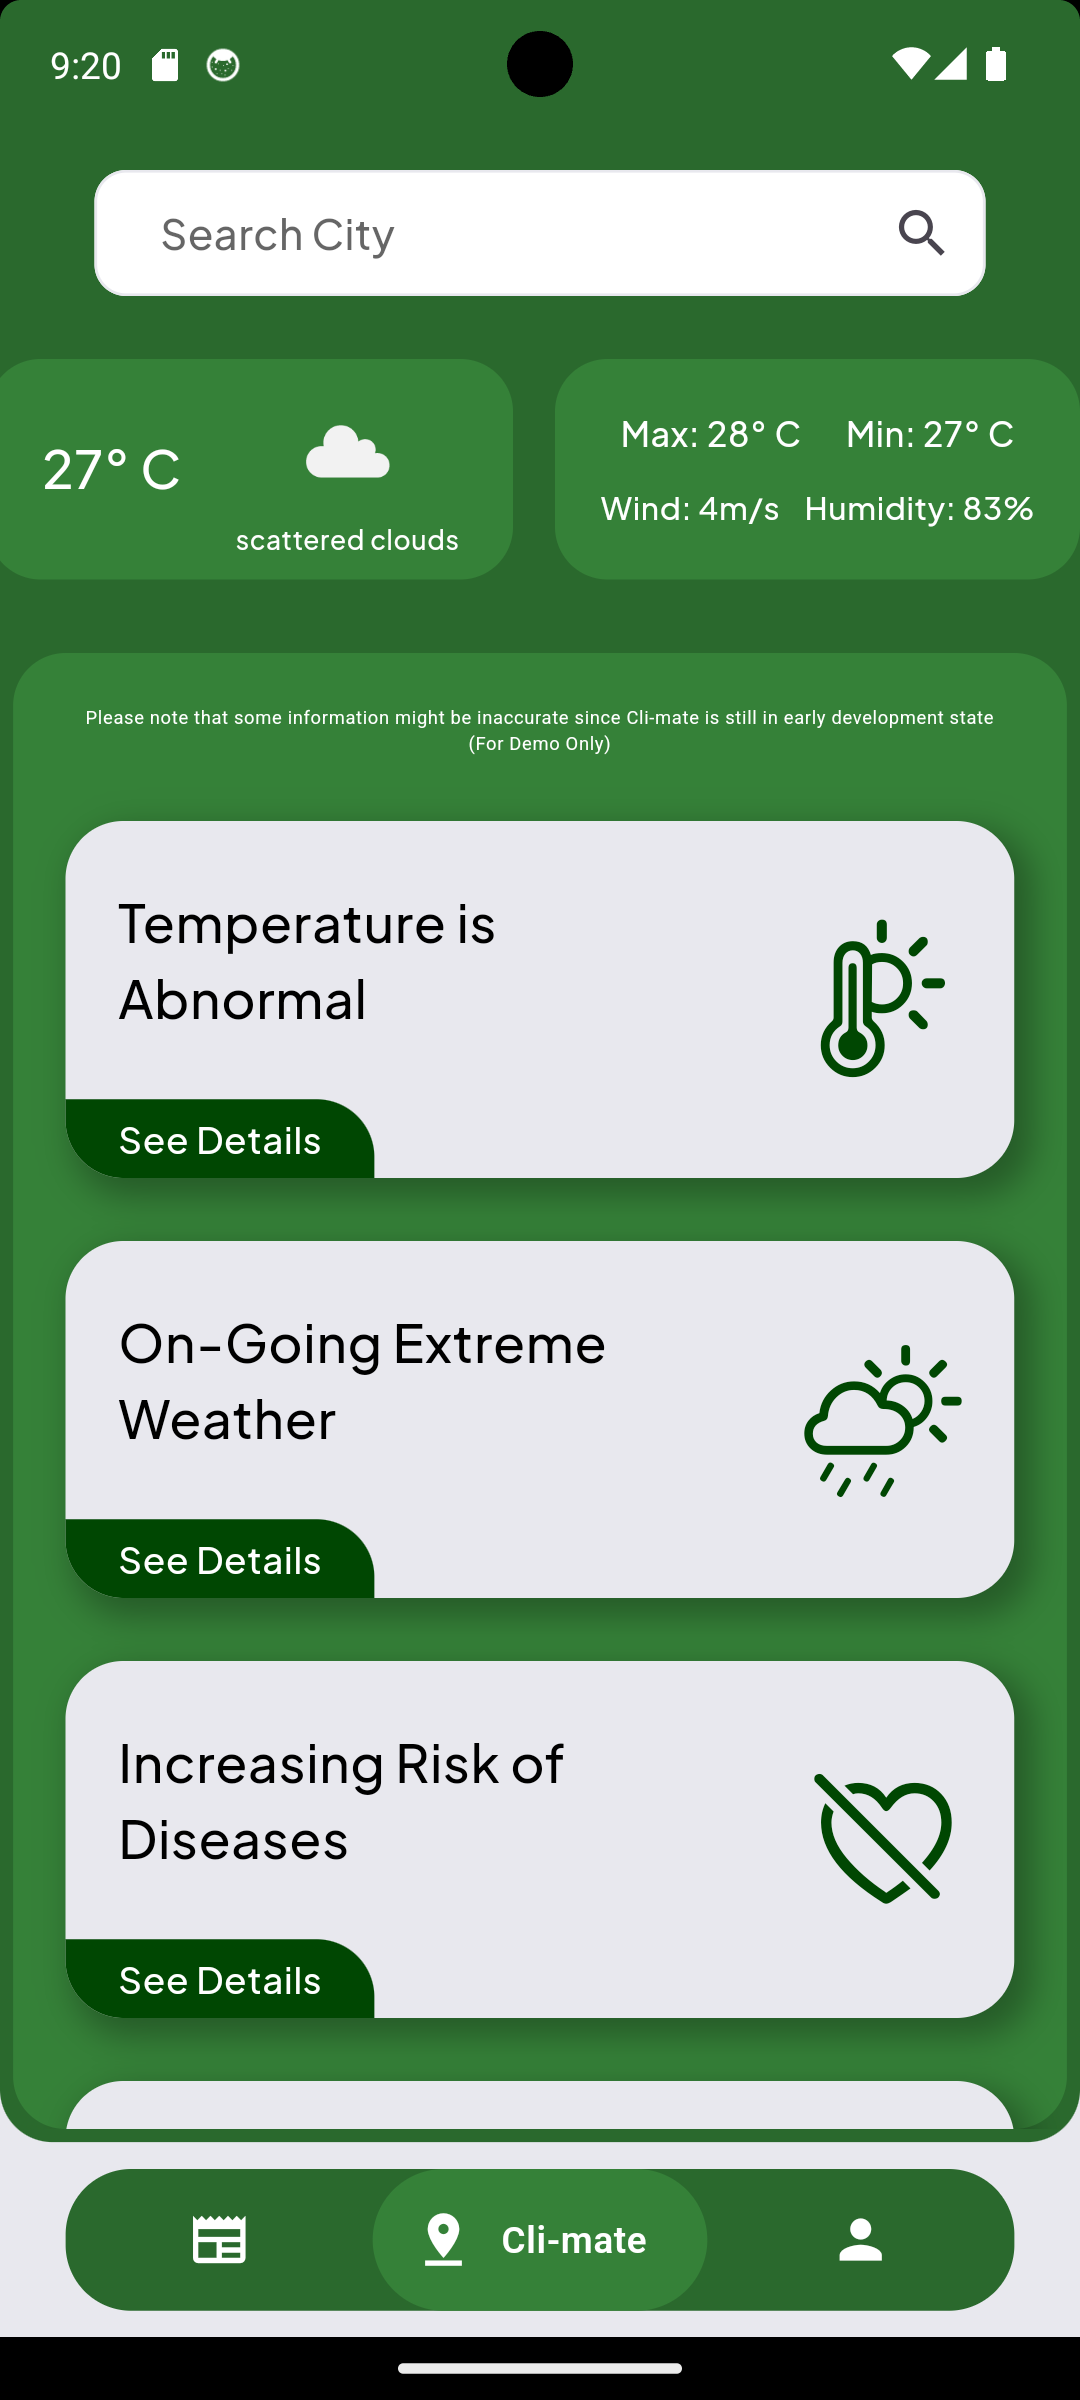 9:20
Search City
27° C
scattered clouds
Max: 28° C Min: 27° C
Wind: 4m/s Humidity: 83%
Please note that some information might be inaccurate since Cli-mate is still in early development state
(For Demo Only)
Temperature is
Abnormal
See Details
On-Going Extreme
Weather
See Details
Increasing Risk of
Diseases
See Details
Cli-mate